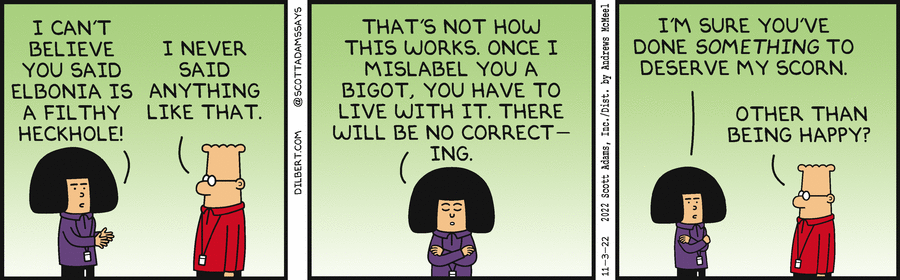 I CAN'T
BELIEVE
YOU SAID
ELBONIA IS
A FILTHY
HECKHOLE!
I NEVER
SAID
ANYTHING
LIKE THAT.
DILBERT.COM @SCOTTADAMSSAYS
THAT'S NOT HOW
THIS WORKS. ONCE I
MISLABEL YOU A
BIGOT, YOU HAVE TO
LIVE WITH IT. THERE
WILL BE NO CORRECT-
ING.
11-3-22 2022 Scott Adams, Inc./Dist. by Andrews McMeel
I'M SURE YOU'VE
DONE SOMETHING TO
DESERVE MY SCORN.
OTHER THAN
BEING HAPPY?